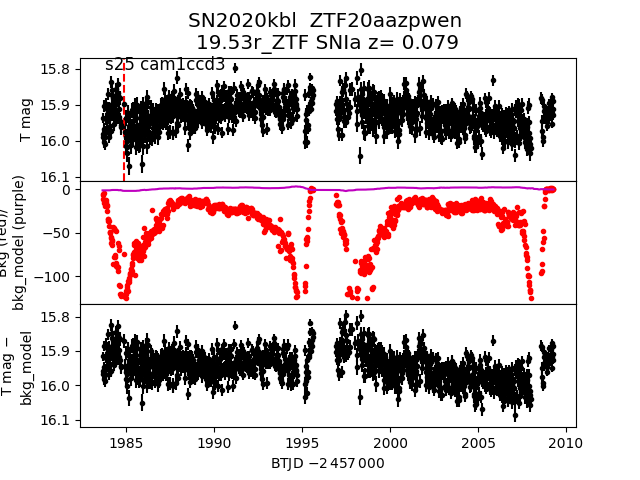 SN2020kbl  ZTF20aazpwen
19.53r_ZTF SNIa z= 0.079
s25 cam1ccd3
15.8
15.9
16.0
16.1
T mag
0
−50
−100
Bkg (red)/
bkg_model (purple)
15.8
15.9
16.0
16.1
T mag −
bkg_model
1985 1990 1995 2000 2005 2010
BTJD −2 457 000